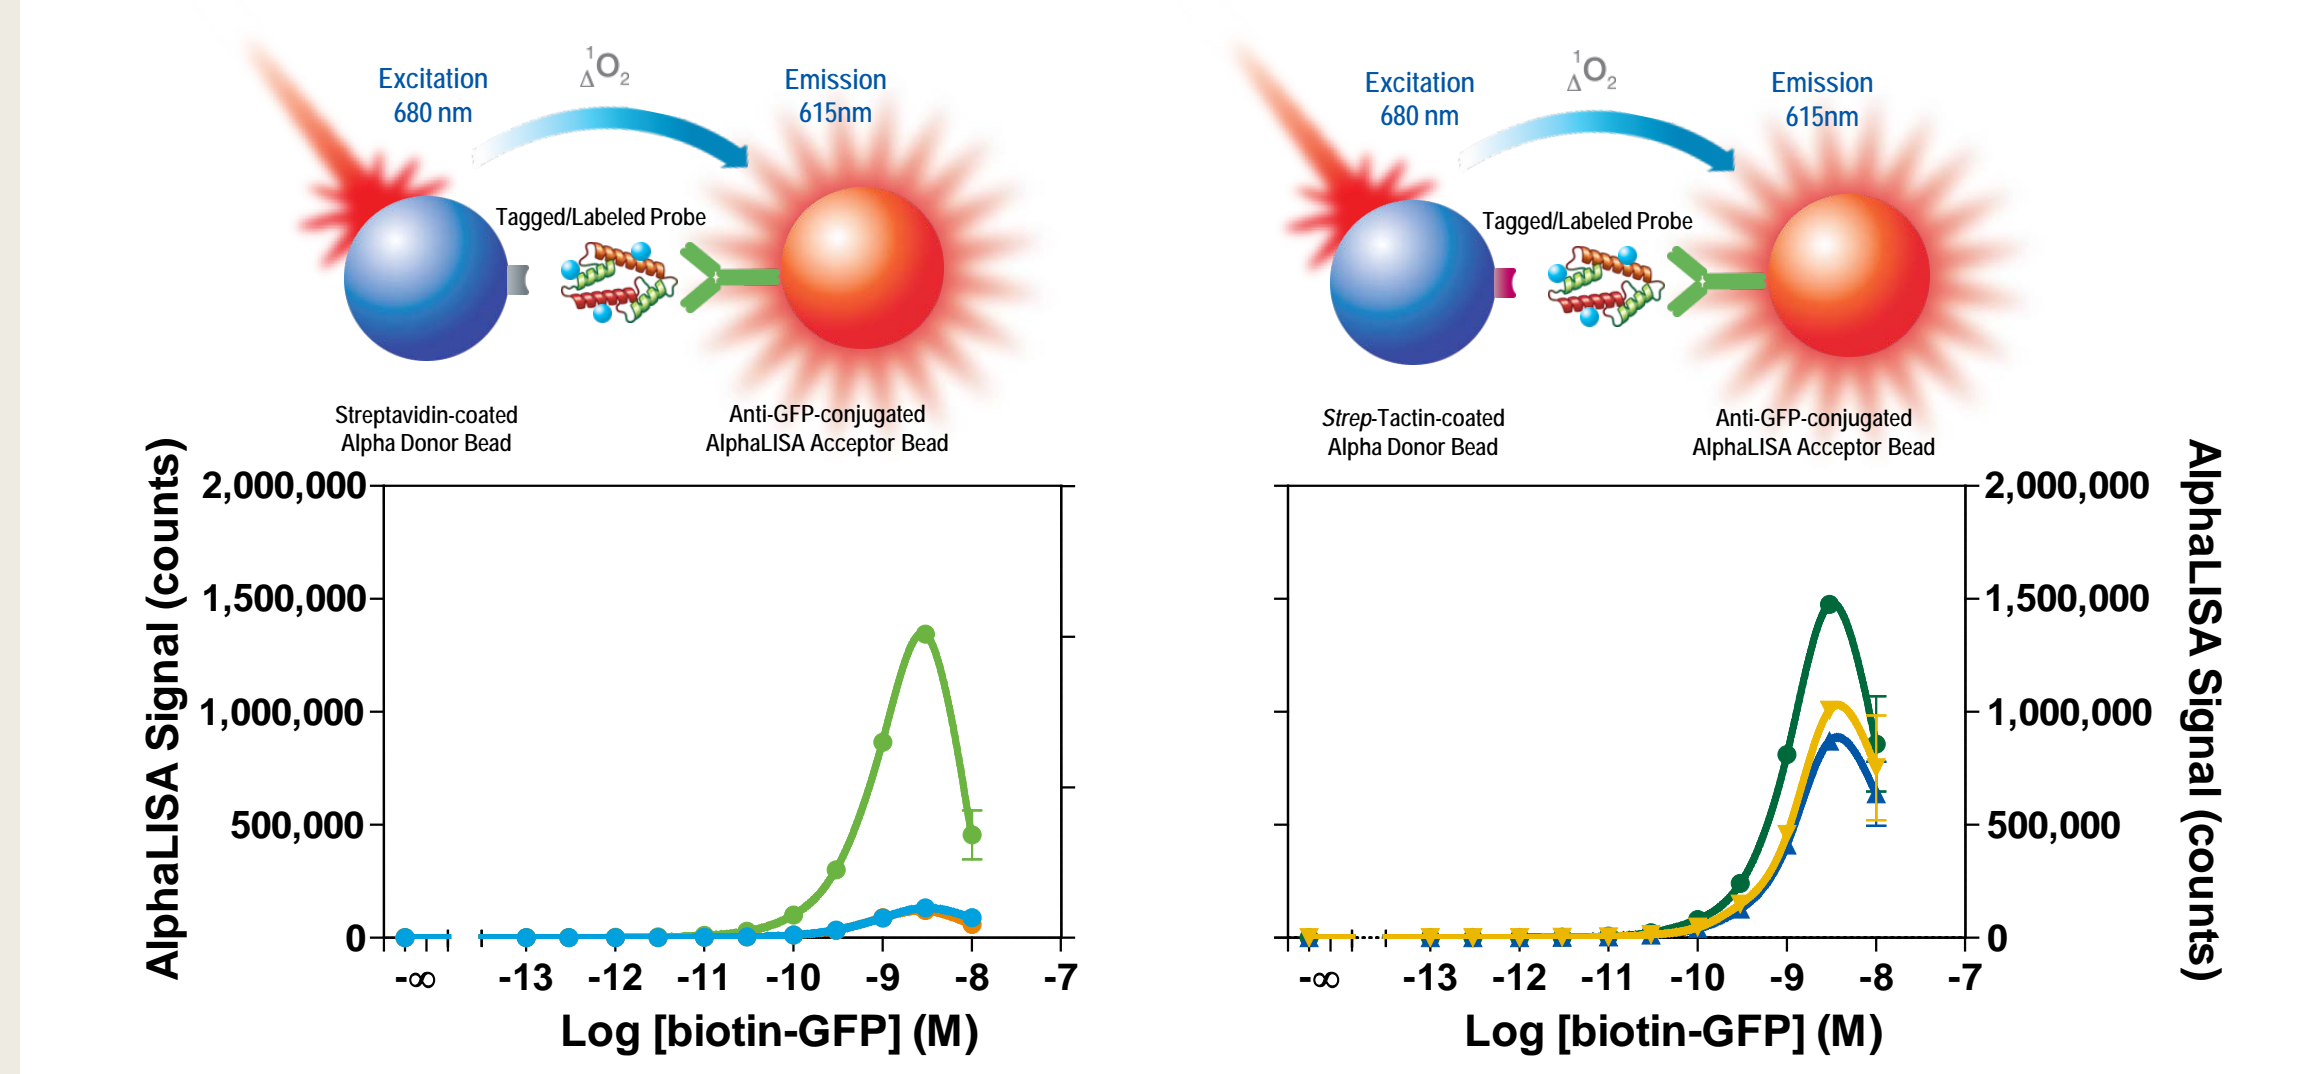 Excitation
680 nm
1
Δ O2
Emission
615nm
Tagged/Labeled Probe
Streptavidin-coated
Alpha Donor Bead
Anti-GFP-conjugated
AlphaLISA Acceptor Bead
AlphaLISA Signal (counts)
2,000,000
1,500,000
1,000,000
500,000
0
-∞ -13 -12 -11 -10 -9 -8 -7
Log [biotin-GFP] (M)
Excitation
680 nm
1
Δ O2
Emission
615nm
Tagged/Labeled Probe
Strep-Tactin-coated
Alpha Donor Bead
Anti-GFP-conjugated
AlphaLISA Acceptor Bead
2,000,000
1,500,000
1,000,000
500,000
0
AlphaLISA Signal (counts)
-∞ -13 -12 -11 -10 -9 -8 -7
Log [biotin-GFP] (M)